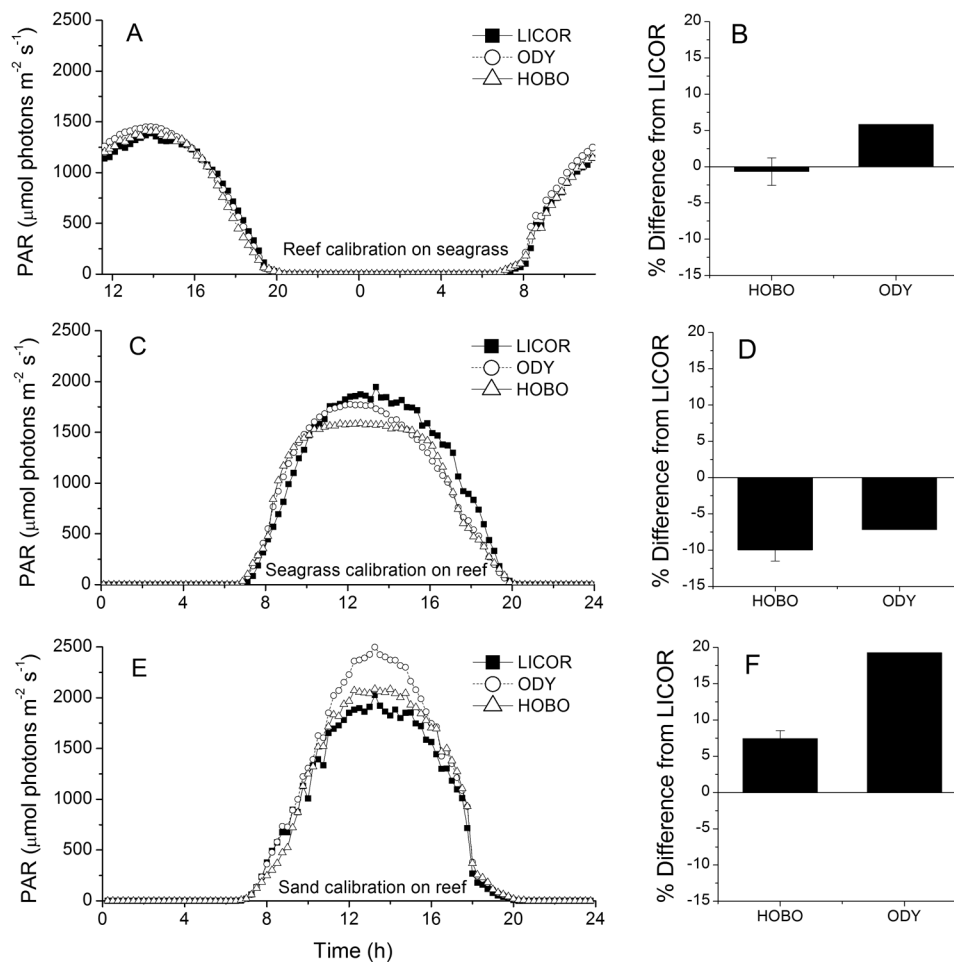 A
LICOR
ODY
HOBO
PAR (μmol photons m⁻² s⁻¹)
2500
2000
1500
1000
500
0
Reef calibration on seagrass
12 16 20 0 4 8
B
% Difference from LICOR
20
15
10
5
0
-5
-10
-15
HOBO ODY
C
LICOR
ODY
HOBO
PAR (μmol photons m⁻² s⁻¹)
2500
2000
1500
1000
500
0
Seagrass calibration on reef
0 4 8 12 16 20 24
D
% Difference from LICOR
20
15
10
5
0
-5
-10
-15
HOBO ODY
E
LICOR
ODY
HOBO
PAR (μmol photons m⁻² s⁻¹)
2500
2000
1500
1000
500
0
Sand calibration on reef
0 4 8 12 16 20 24
Time (h)
F
% Difference from LICOR
20
15
10
5
0
-5
-10
-15
HOBO ODY